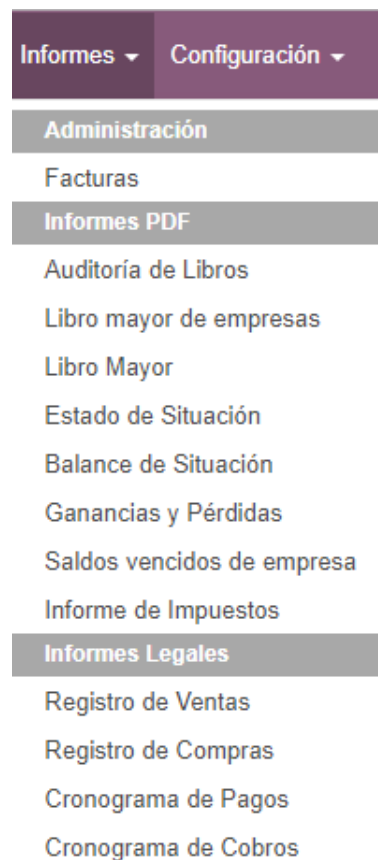 Informes Configuración
Administración
Facturas
Informes PDF
Auditoría de Libros
Libro mayor de empresas
Libro Mayor
Estado de Situación
Balance de Situación
Ganancias y Pérdidas
Saldos vencidos de empresa
Informe de Impuestos
Informes Legales
Registro de Ventas
Registro de Compras
Cronograma de Pagos
Cronograma de Cobros